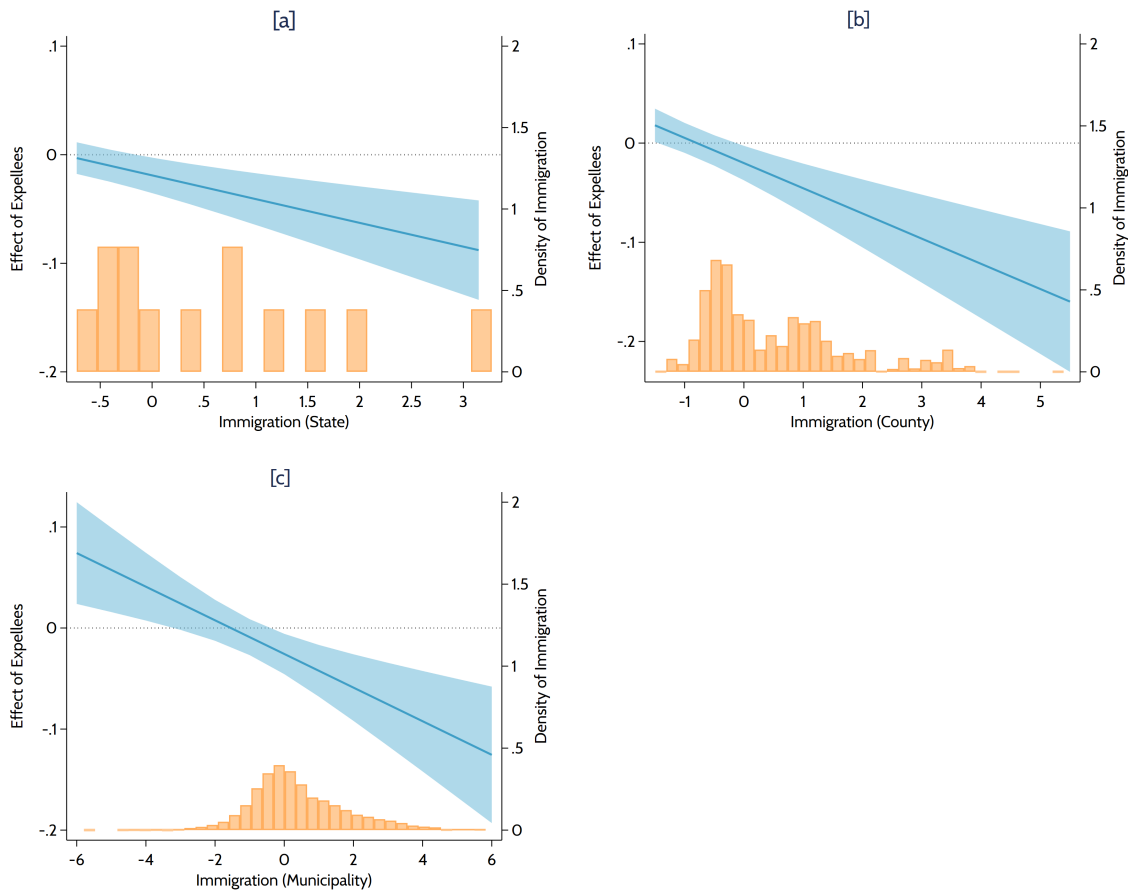 [a]
.1
0
-.1
-.2
Effect of Expellees
2
1.5
1
.5
0
Density of Immigration
-.5 0 .5 1 1.5 2 2.5 3
Immigration (State)
[b]
.1
0
-.1
-.2
Effect of Expellees
2
1.5
1
.5
0
Density of Immigration
-1 0 1 2 3 4 5
Immigration (County)
[c]
.1
0
-.1
-.2
Effect of Expellees
2
1.5
1
.5
0
Density of Immigration
-6 -4 -2 0 2 4 6
Immigration (Municipality)